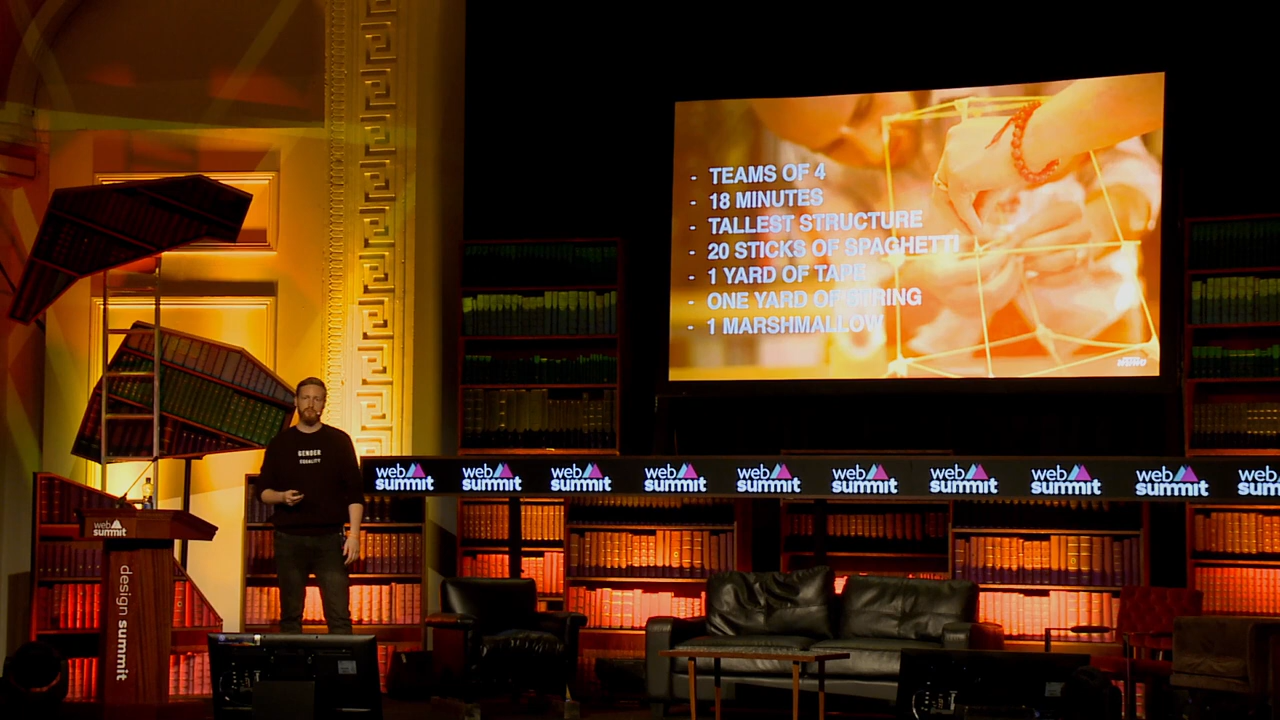 - TEAMS OF 4
- 18 MINUTES
- TALLEST STRUCTURE
- 20 STICKS OF SPAGHETTI
- 1 YARD OF TAPE
- ONE YARD OF STRING
- 1 MARSHMALLOW
GENDER
EQUALITY
web
summit
web
summit
web
summit
web
summit
web
summit
web
summit
web
summit
web
summit
web
summit
web
summ
web
summit
design summit